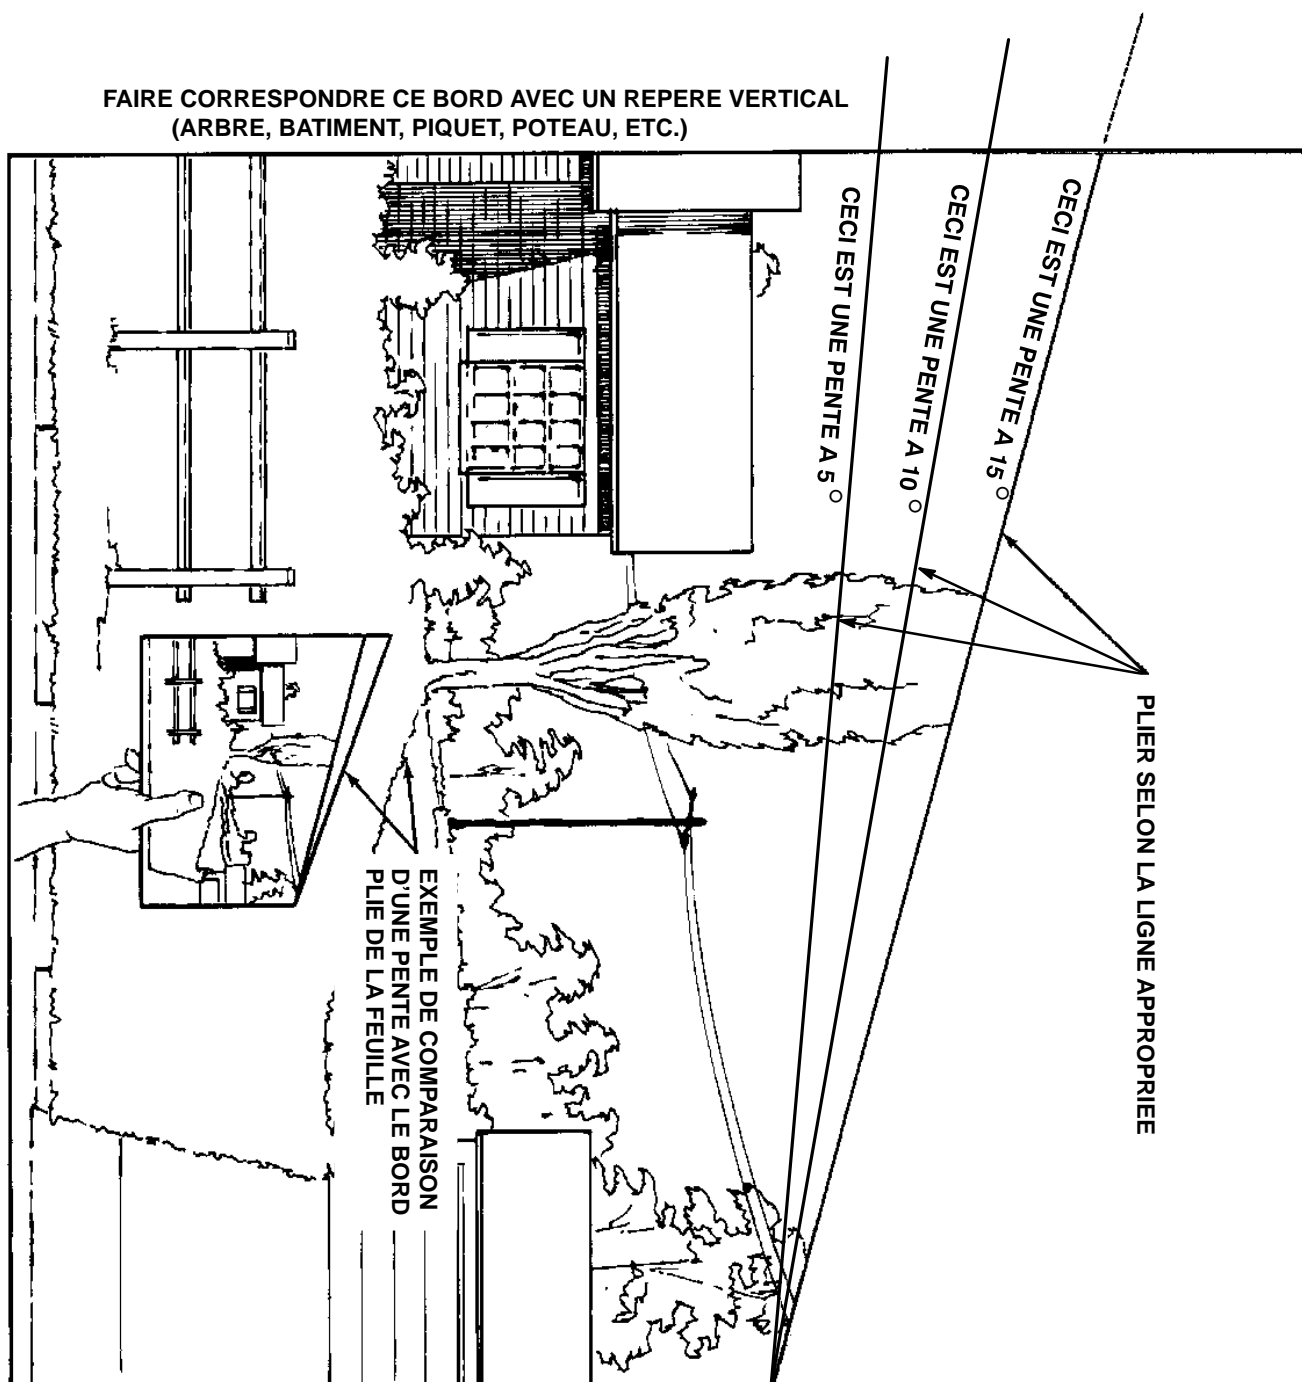 FAIRE CORRESPONDRE CE BORD AVEC UN REPERE VERTICAL
(ARBRE, BATIMENT, PIQUET, POTEAU, ETC.)
CECI EST UNE PENTE A 15°
CECI EST UNE PENTE A 10°
CECI EST UNE PENTE A 5°
PLIER SELON LA LIGNE APPROPRIEE
EXEMPLE DE COMPARAISON
D'UNE PENTE AVEC LE BORD
PLIE DE LA FEUILLE